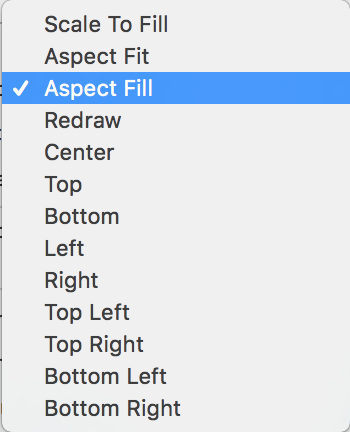 Scale To Fill
Aspect Fit
✓ Aspect Fill
Redraw
Center
Top
Bottom
Left
Right
Top Left
Top Right
Bottom Left
Bottom Right